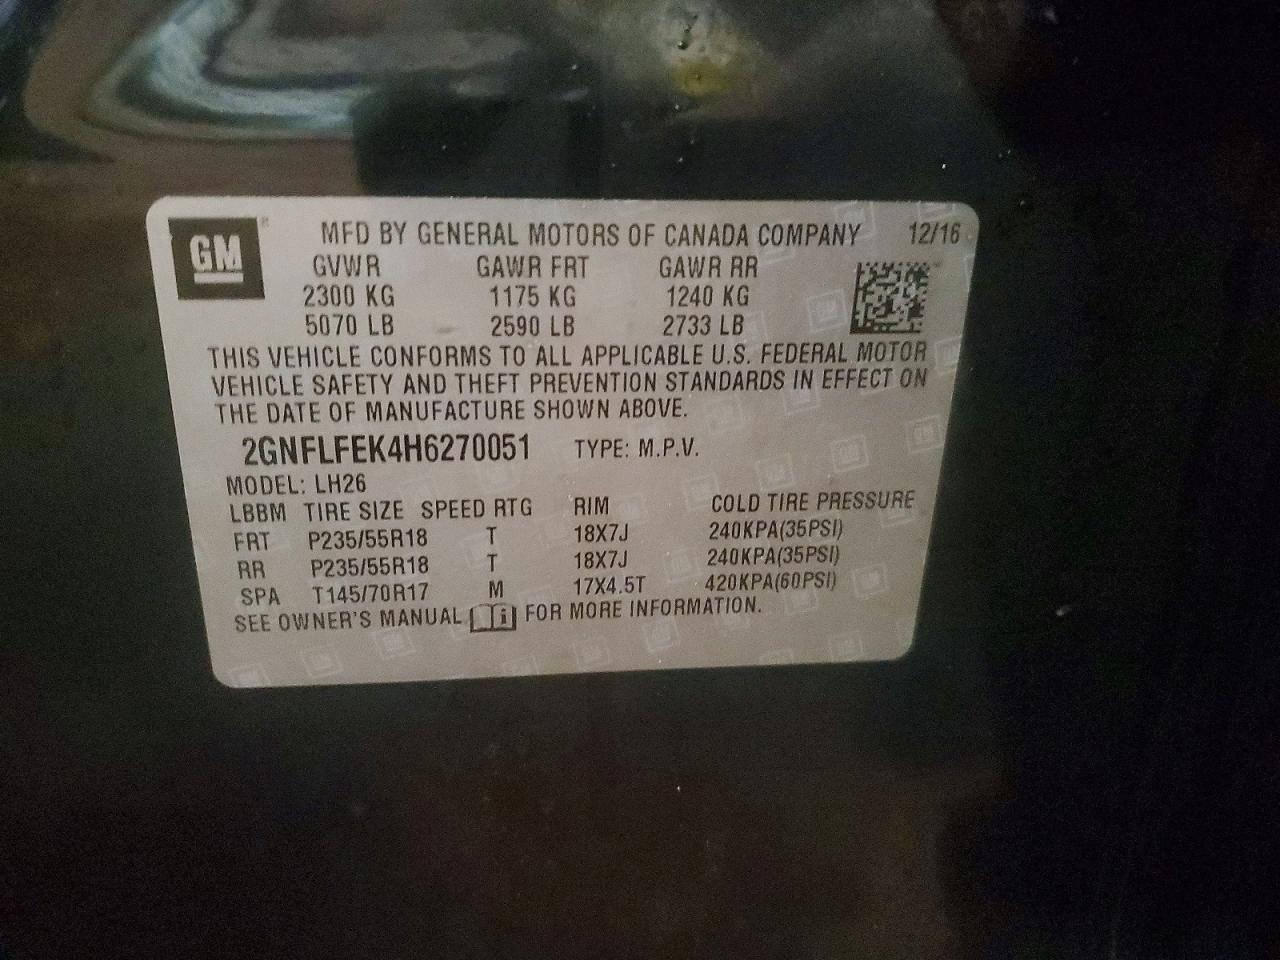 GM MFD BY GENERAL MOTORS OF CANADA COMPANY 12/16
GVWR GAWR FRT GAWR RR
2300 KG 1175 KG 1240 KG
5070 LB 2590 LB 2733 LB
THIS VEHICLE CONFORMS TO ALL APPLICABLE U.S. FEDERAL MOTOR
VEHICLE SAFETY AND THEFT PREVENTION STANDARDS IN EFFECT ON
THE DATE OF MANUFACTURE SHOWN ABOVE.
2GNFLFEK4H6270051 TYPE: M.P.V.
MODEL: LH26
LBBM TIRE SIZE SPEED RTG RIM COLD TIRE PRESSURE
FRT P235/55R18 T 18X7J 240KPA(35PSI)
RR P235/55R18 T 18X7J 240KPA(35PSI)
SPA T145/70R17 M 17X4.5T 420KPA(60PSI)
SEE OWNER'S MANUAL i FOR MORE INFORMATION.